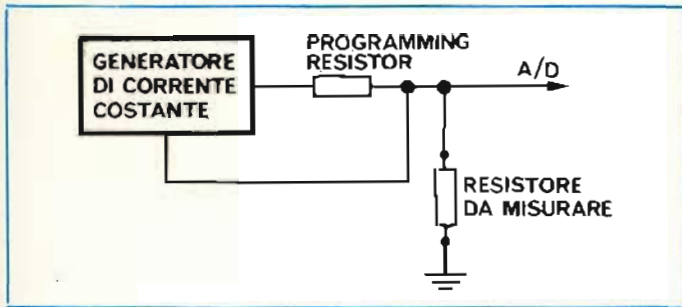 GENERATORE
DI CORRENTE
COSTANTE
PROGRAMMING
RESISTOR
A/D
RESISTORE
DA MISURARE